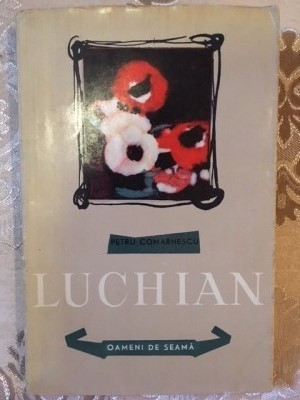 PETRU COMARNESCU
LUCHIAN
OAMENI DE SEAMĂ